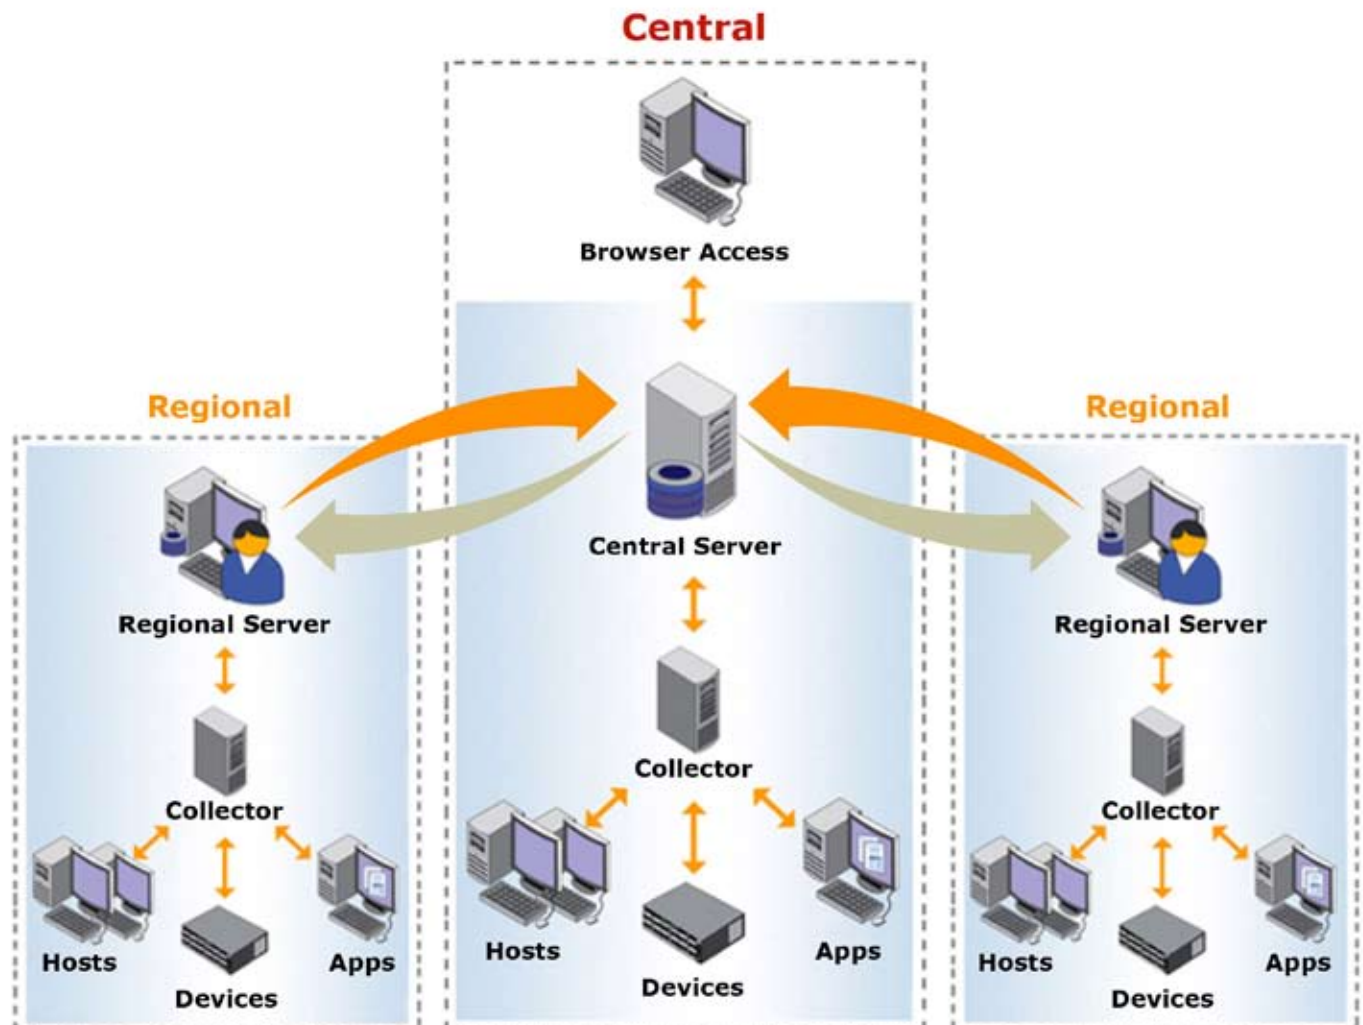 Central
Browser Access
Regional
Regional
Central Server
Regional Server
Regional Server
Collector
Collector
Collector
Hosts
Apps
Devices
Hosts
Apps
Devices
Hosts
Apps
Devices